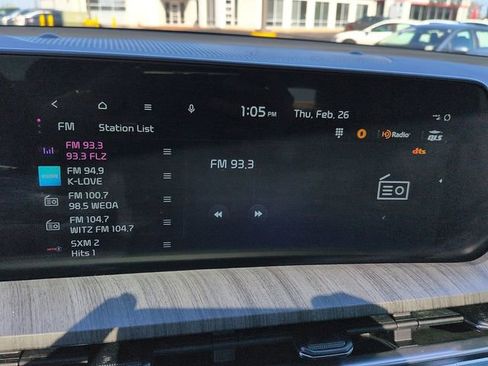 1:05 PM
Thu, Feb, 26
FM
Station List
HD Radio
QLS
dts
FM 93.3
93.3 FLZ
FM 94.9
K-LOVE
FM 100.7
98.5 WEOA
FM 104.7
WITZ FM 104.7
SXM 2
Hits 1
FM 93.3